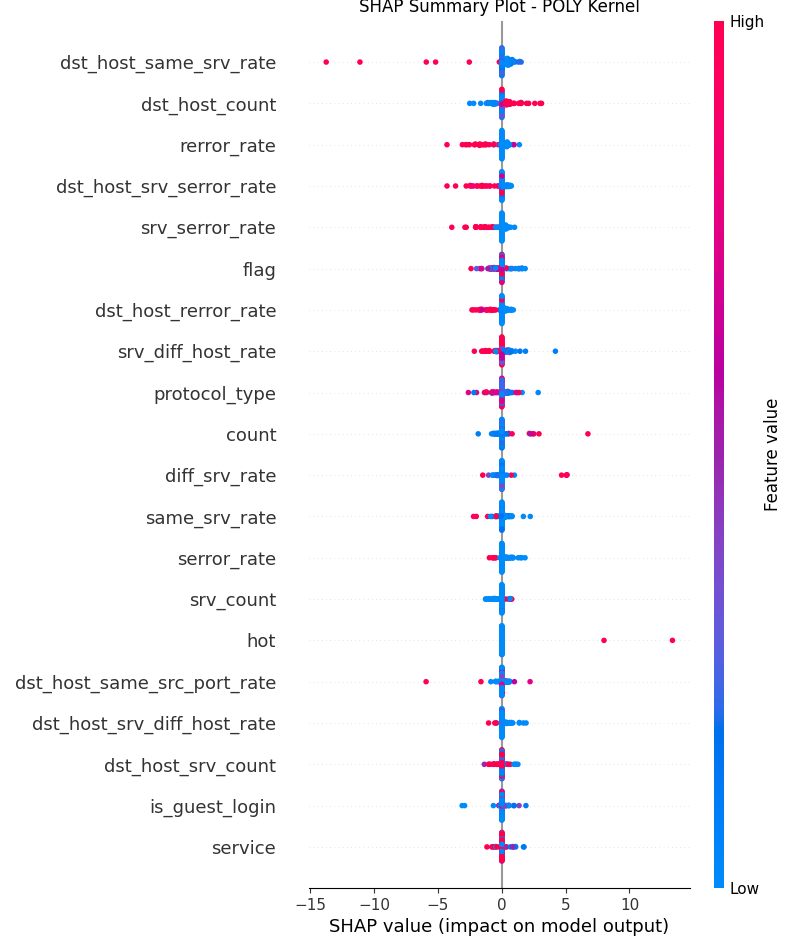 SHAP Summary Plot - POLY Kernel
High
dst_host_same_srv_rate
dst_host_count
rerror_rate
dst_host_srv_serror_rate
srv_serror_rate
flag
dst_host_rerror_rate
srv_diff_host_rate
protocol_type
count
diff_srv_rate
same_srv_rate
serror_rate
srv_count
hot
dst_host_same_src_port_rate
dst_host_srv_diff_host_rate
dst_host_srv_count
is_guest_login
service
Feature value
Low
−15 −10 −5 0 5 10
SHAP value (impact on model output)